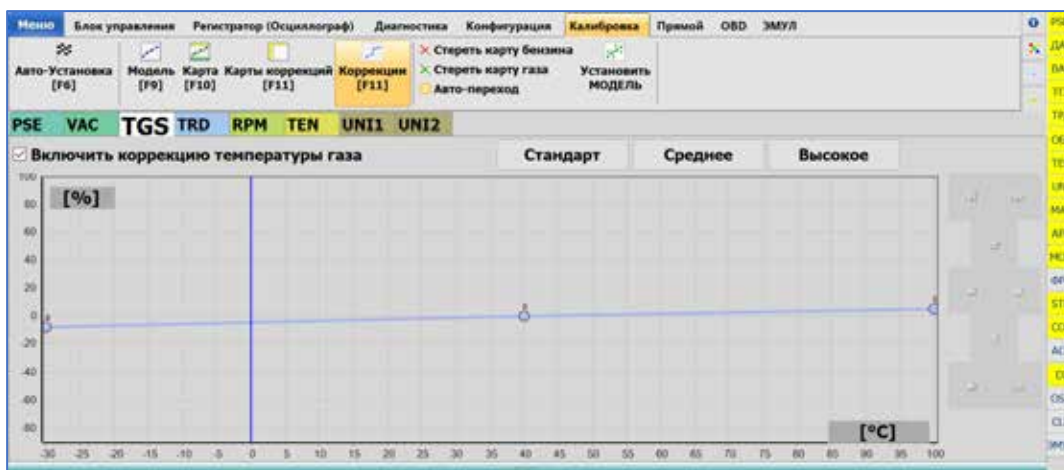 Меню Блок управления Регистратор (Осциллограф) Диагностика Конфигурация Калибровка Прямой OBD ЭМУЛ
Авто-Установка [F6]
Модель [F9]
Карта [F10]
Карты коррекций [F11]
Коррекции [F11]
Стереть карту бензина
Стереть карту газа
Авто-переход
Установить МОДЕЛЬ
PSE VAC TGS TRD RPM TEN UNI1 UNI2
Включить коррекцию температуры газа Стандарт Среднее Высокое
[%]
100
80
60
40
20
0
-20
-40
-60
-80
[°C]
-30 -25 -20 -15 -10 -5 0 5 10 15 20 25 30 35 40 45 50 55 60 65 70 75 80 85 90 95 100